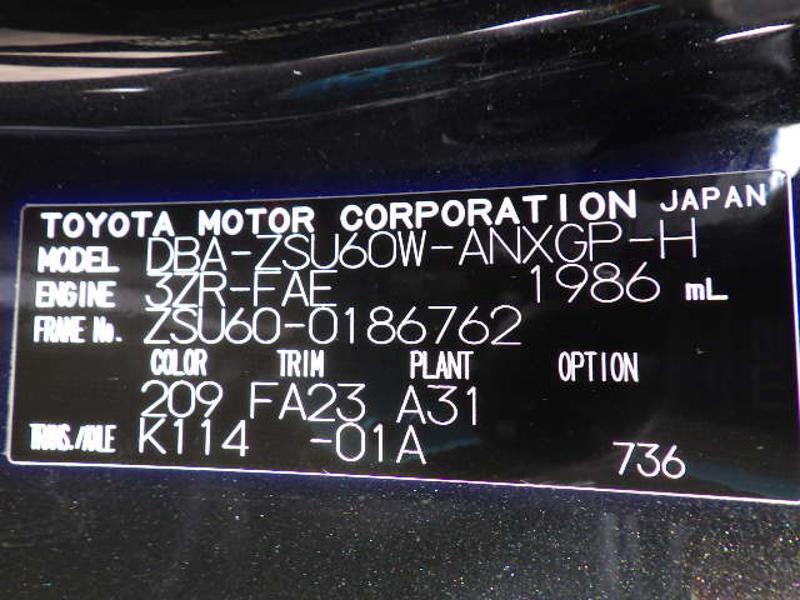 TOYOTA MOTOR CORPORATION JAPAN
MODEL DBA-ZSU60W-ANXGP-H
ENGINE 3ZR-FAE 1986 mL
FRAME No. ZSU60-0186762
COLOR TRIM PLANT OPTION
209 FA23 A31
TRANS./AXLE K114 -01A 736